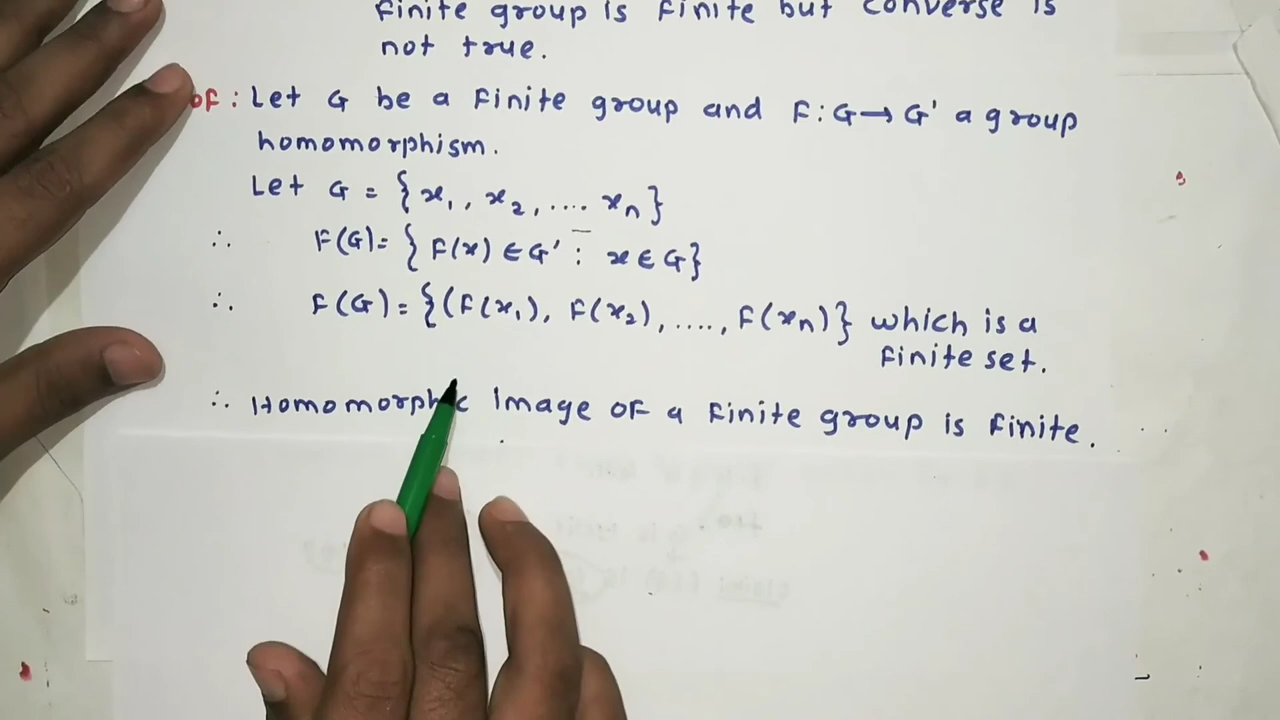 finite group is finite but converse is
not true.
of : Let G be a finite group and F:G→G' a group
homomorphism.
Let G = {x₁, x₂, .... xₙ}
∴ F(G)= { F(x) ∈ G' : x ∈ G}
∴ F(G) = {(F(x₁), F(x₂), ...., F(xₙ)} which is a
finite set.
∴ Homomorphic image of a finite group is finite.